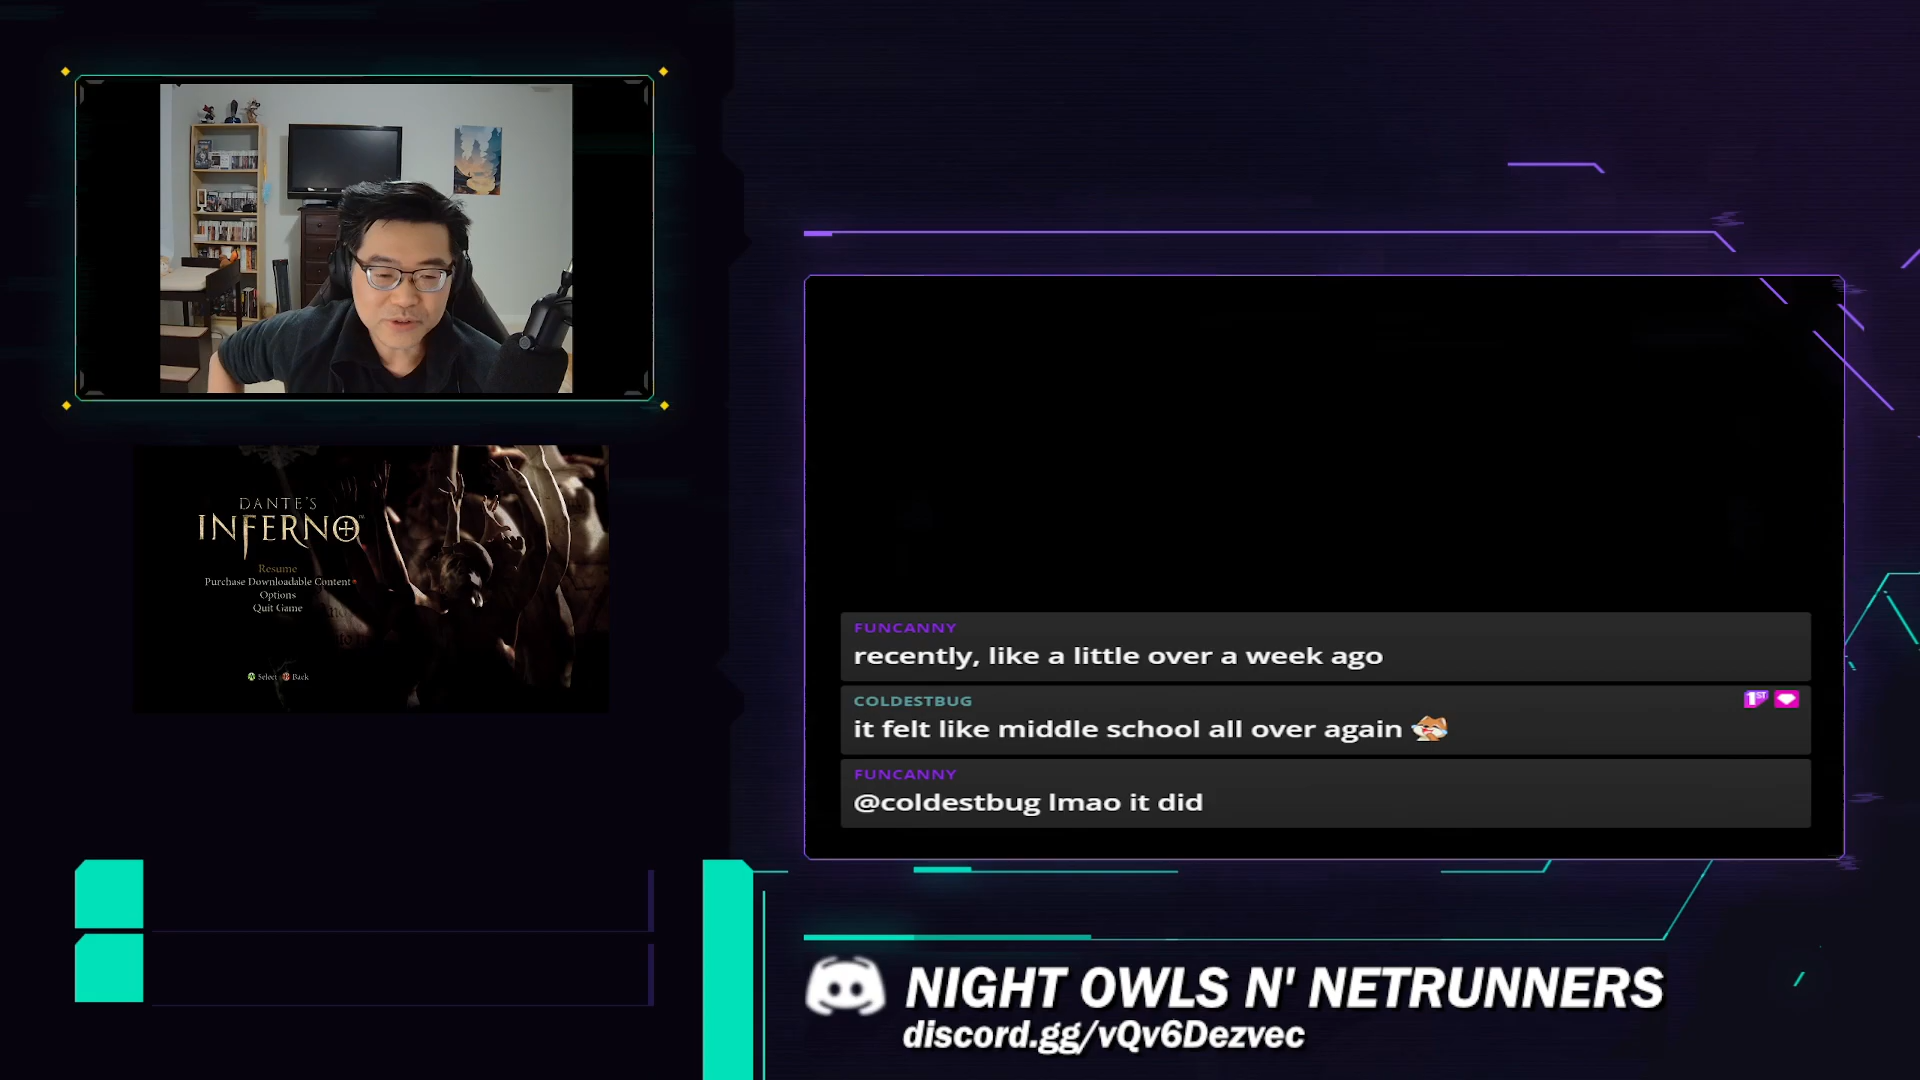 DANTE'S
INFERNO
Resume
Purchase Downloadable Content
Options
Quit Game
Select Back
FUNCANNY
recently, like a little over a week ago
COLDESTBUG
1ST
it felt like middle school all over again
FUNCANNY
@coldestbug lmao it did
NIGHT OWLS N' NETRUNNERS
discord.gg/vQv6Dezvec